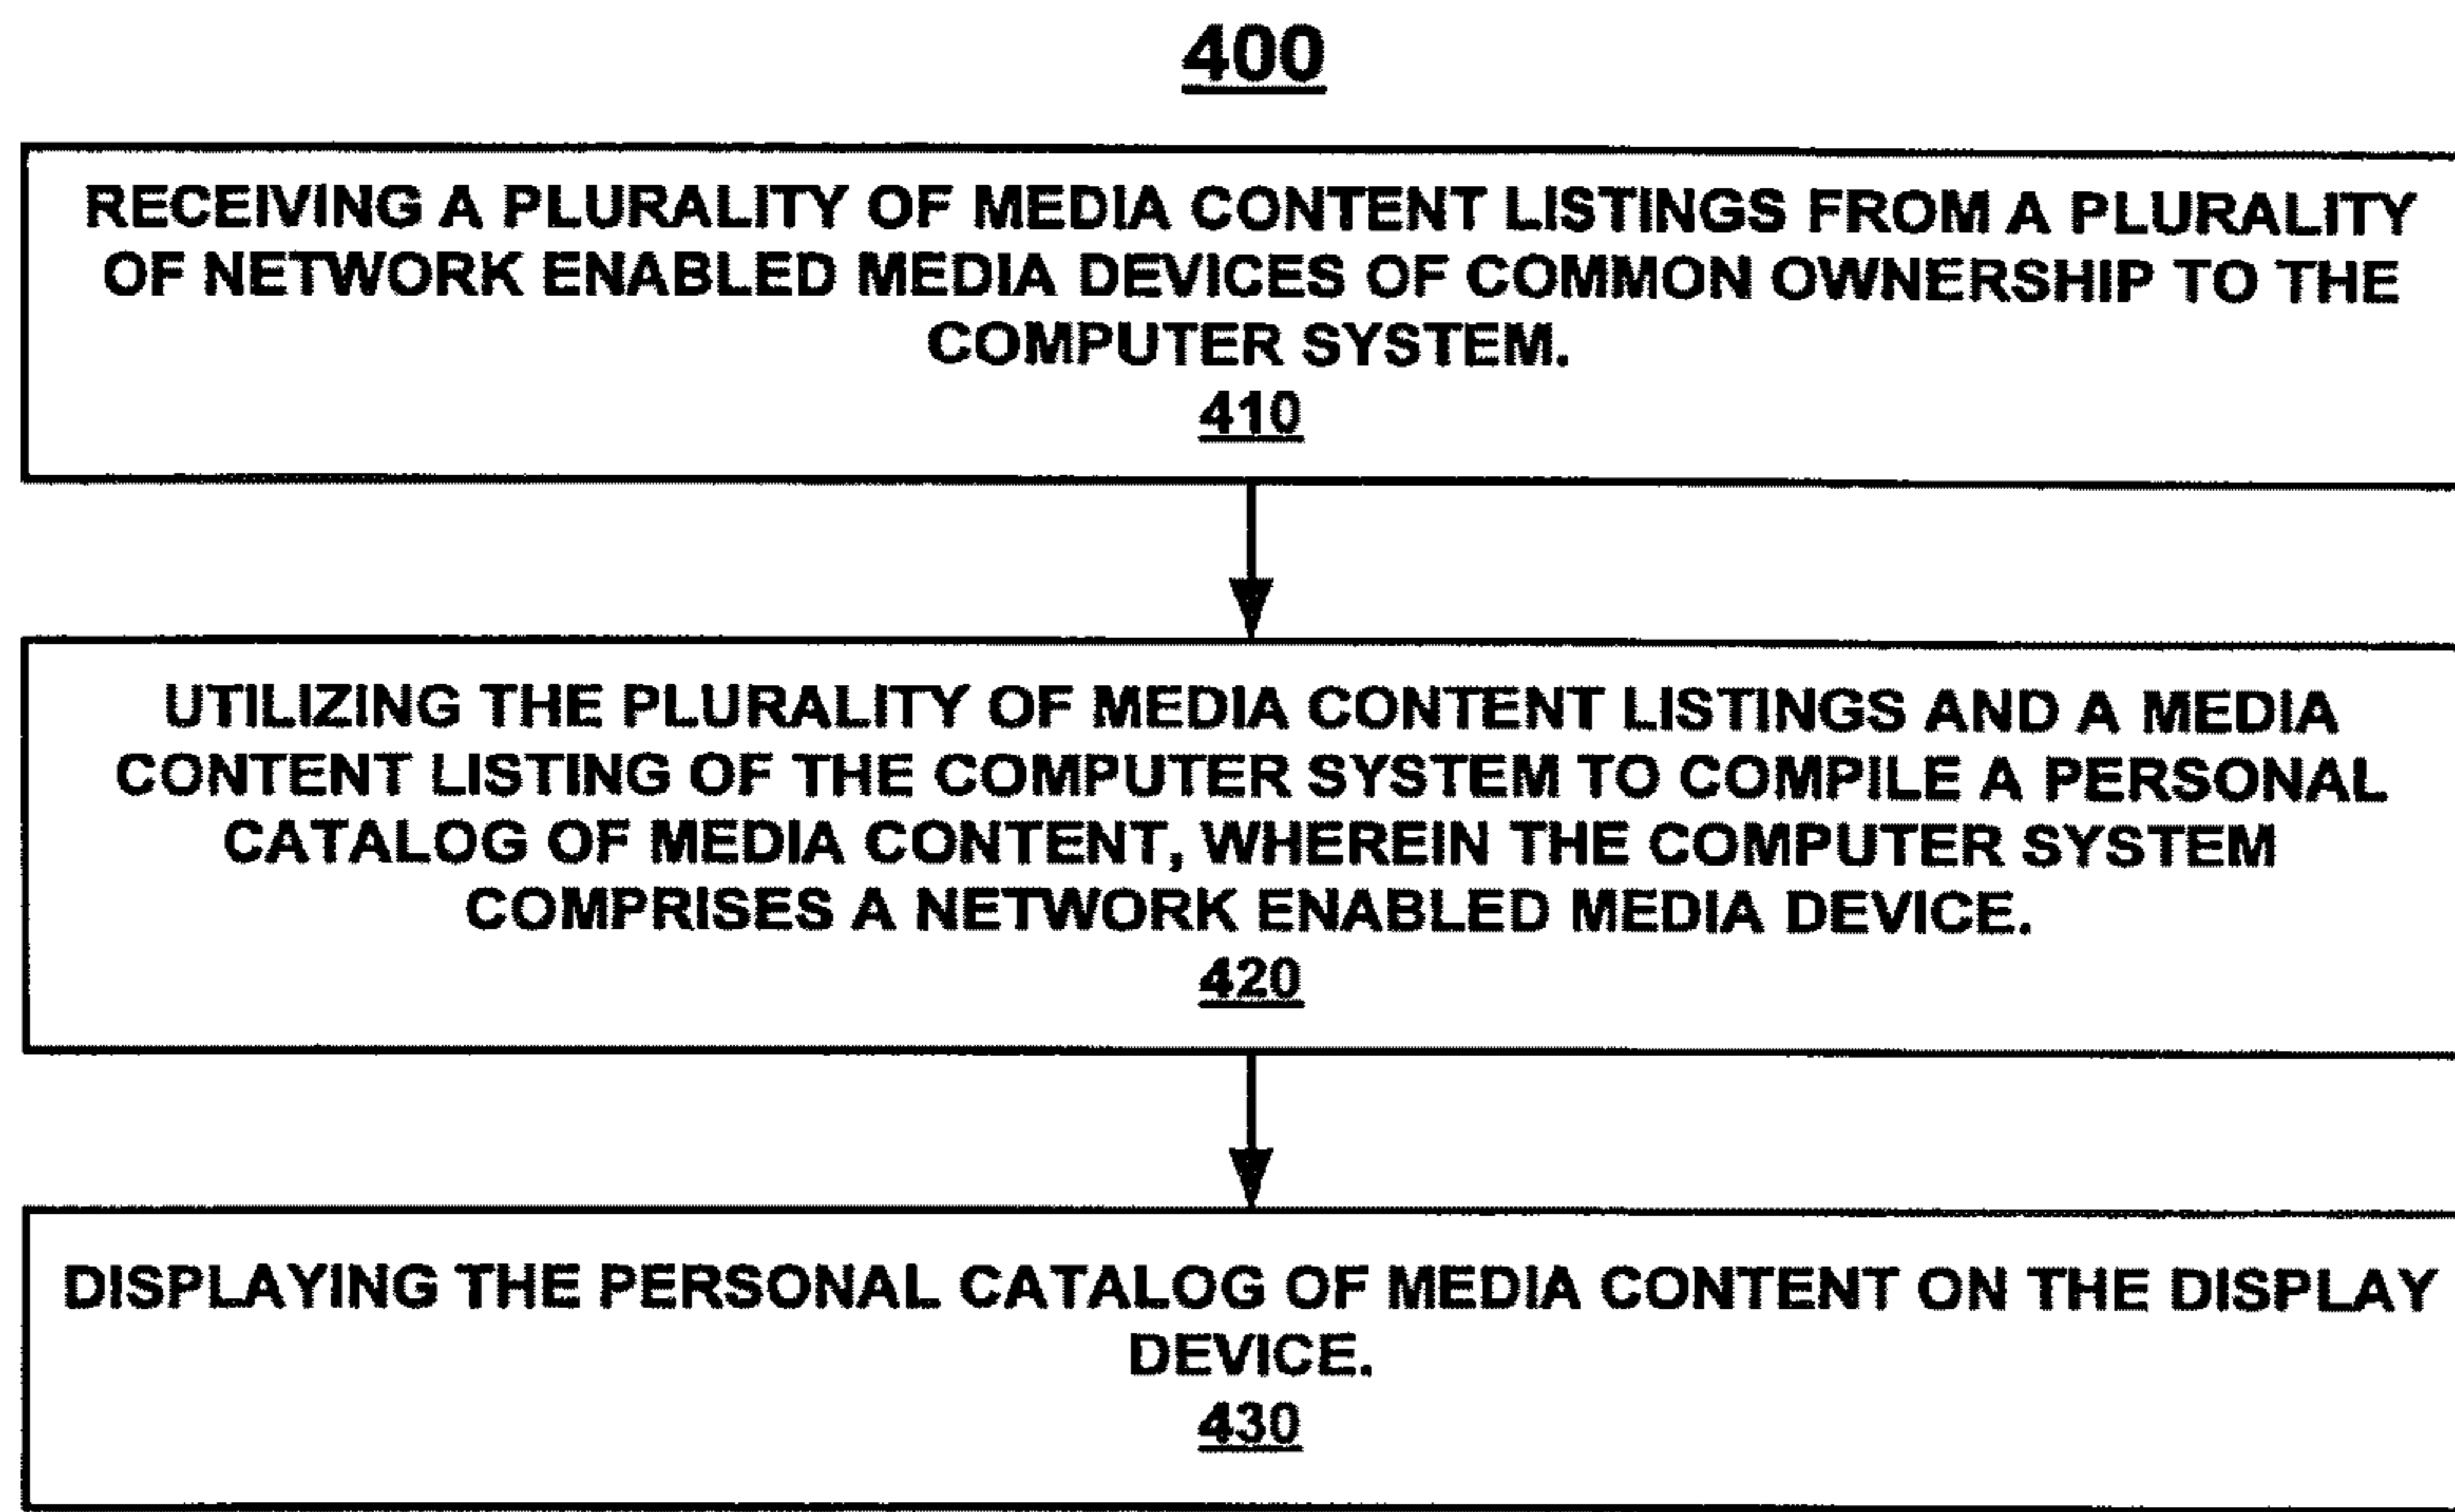 400
RECEIVING A PLURALITY OF MEDIA CONTENT LISTINGS FROM A PLURALITY
OF NETWORK ENABLED MEDIA DEVICES OF COMMON OWNERSHIP TO THE
COMPUTER SYSTEM.
410
UTILIZING THE PLURALITY OF MEDIA CONTENT LISTINGS AND A MEDIA
CONTENT LISTING OF THE COMPUTER SYSTEM TO COMPILE A PERSONAL
CATALOG OF MEDIA CONTENT, WHEREIN THE COMPUTER SYSTEM
COMPRISES A NETWORK ENABLED MEDIA DEVICE.
420
DISPLAYING THE PERSONAL CATALOG OF MEDIA CONTENT ON THE DISPLAY
DEVICE.
430